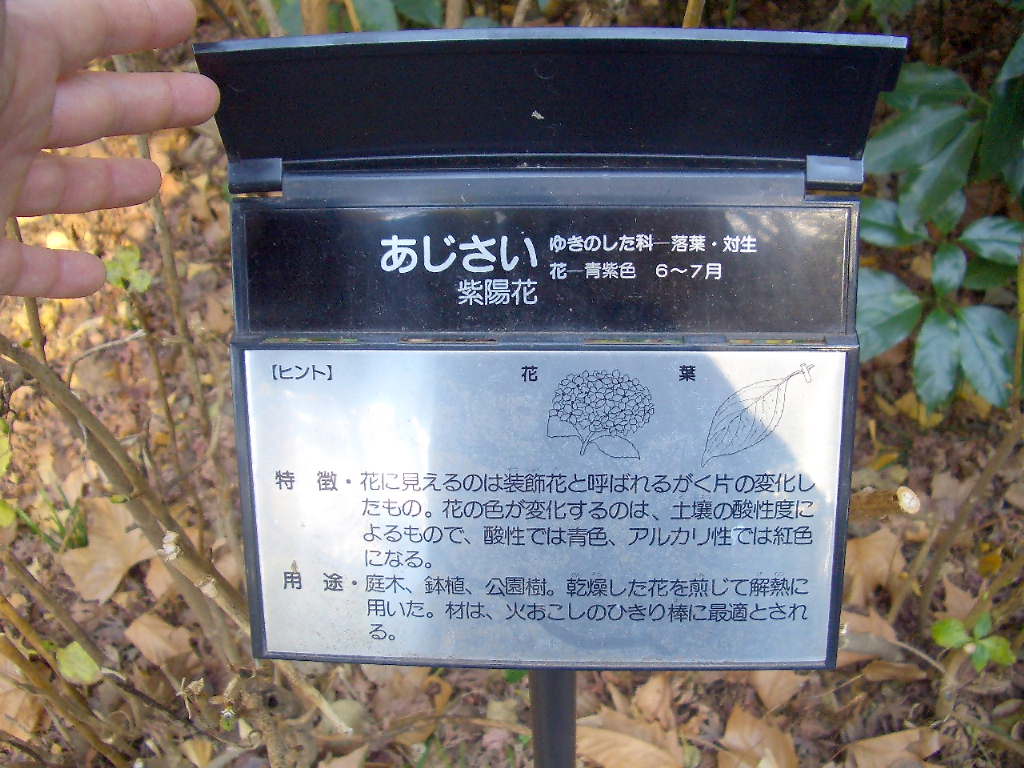 あじさい
紫陽花
ゆきのした科―落葉・対生
花―青紫色 6～7月
【ヒント】 花 葉
特 徴・花に見えるのは装飾花と呼ばれるがく片の変化し
たもの。花の色が変化するのは、土壌の酸性度に
よるもので、酸性では青色、アルカリ性では紅色
になる。
用 途・庭木、鉢植、公園樹。乾燥した花を煎じて解熱に
用いた。材は、火おこしのひきり棒に最適とされ
る。